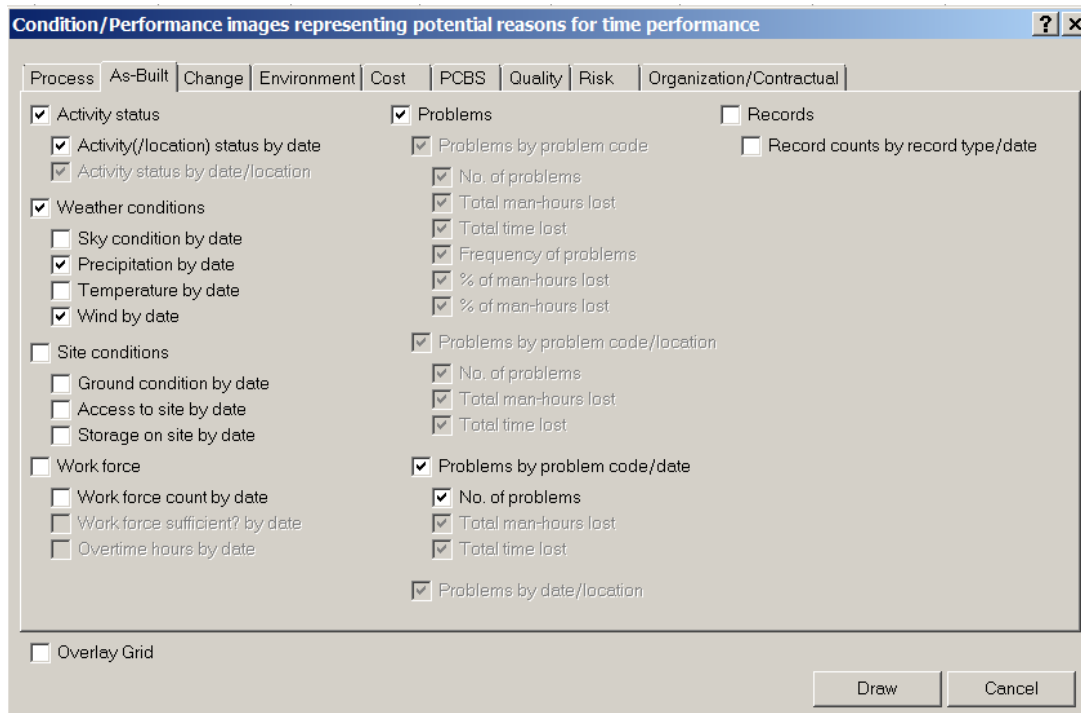 Condition/Performance images representing potential reasons for time performance
Process As-Built Change Environment Cost PCBS Quality Risk Organization/Contractual
Activity status
Activity(/location) status by date
Activity status by date/location
Weather conditions
Sky condition by date
Precipitation by date
Temperature by date
Wind by date
Site conditions
Ground condition by date
Access to site by date
Storage on site by date
Work force
Work force count by date
Work force sufficient? by date
Overtime hours by date
Problems
Problems by problem code
No. of problems
Total man-hours lost
Total time lost
Frequency of problems
% of man-hours lost
% of man-hours lost
Problems by problem code/location
No. of problems
Total man-hours lost
Total time lost
Problems by problem code/date
No. of problems
Total man-hours lost
Total time lost
Problems by date/location
Records
Record counts by record type/date
Overlay Grid
Draw Cancel